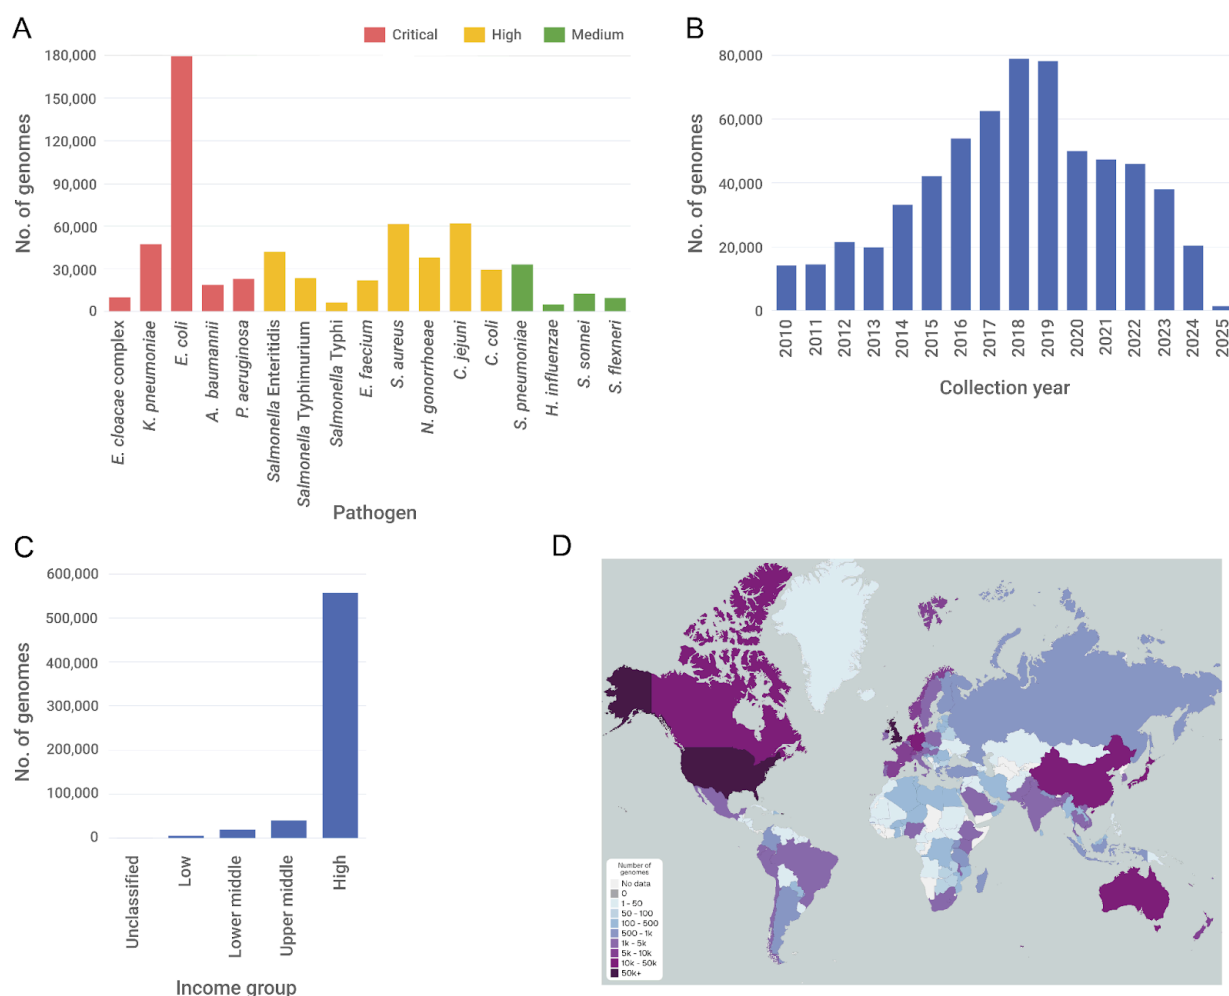 A
Critical
High
Medium
No. of genomes
180,000
150,000
120,000
90,000
60,000
30,000
0
E. cloacae complex
K. pneumoniae
E. coli
A. baumannii
P. aeruginosa
Salmonella Enteritidis
Salmonella Typhimurium
Salmonella Typhi
E. faecium
S. aureus
N. gonorrhoeae
C. jejuni
C. coli
S. pneumoniae
H. influenzae
S. sonnei
S. flexneri
Pathogen
B
No. of genomes
80,000
60,000
40,000
20,000
0
2010
2011
2012
2013
2014
2015
2016
2017
2018
2019
2020
2021
2022
2023
2024
2025
Collection year
C
No. of genomes
600,000
500,000
400,000
300,000
200,000
100,000
0
Unclassified
Low
Lower middle
Upper middle
High
Income group
D
Number of
genomes
No data
0
1 - 50
50 - 100
100 - 500
500 - 1k
1k - 5k
5k - 10k
10k - 50k
50k+